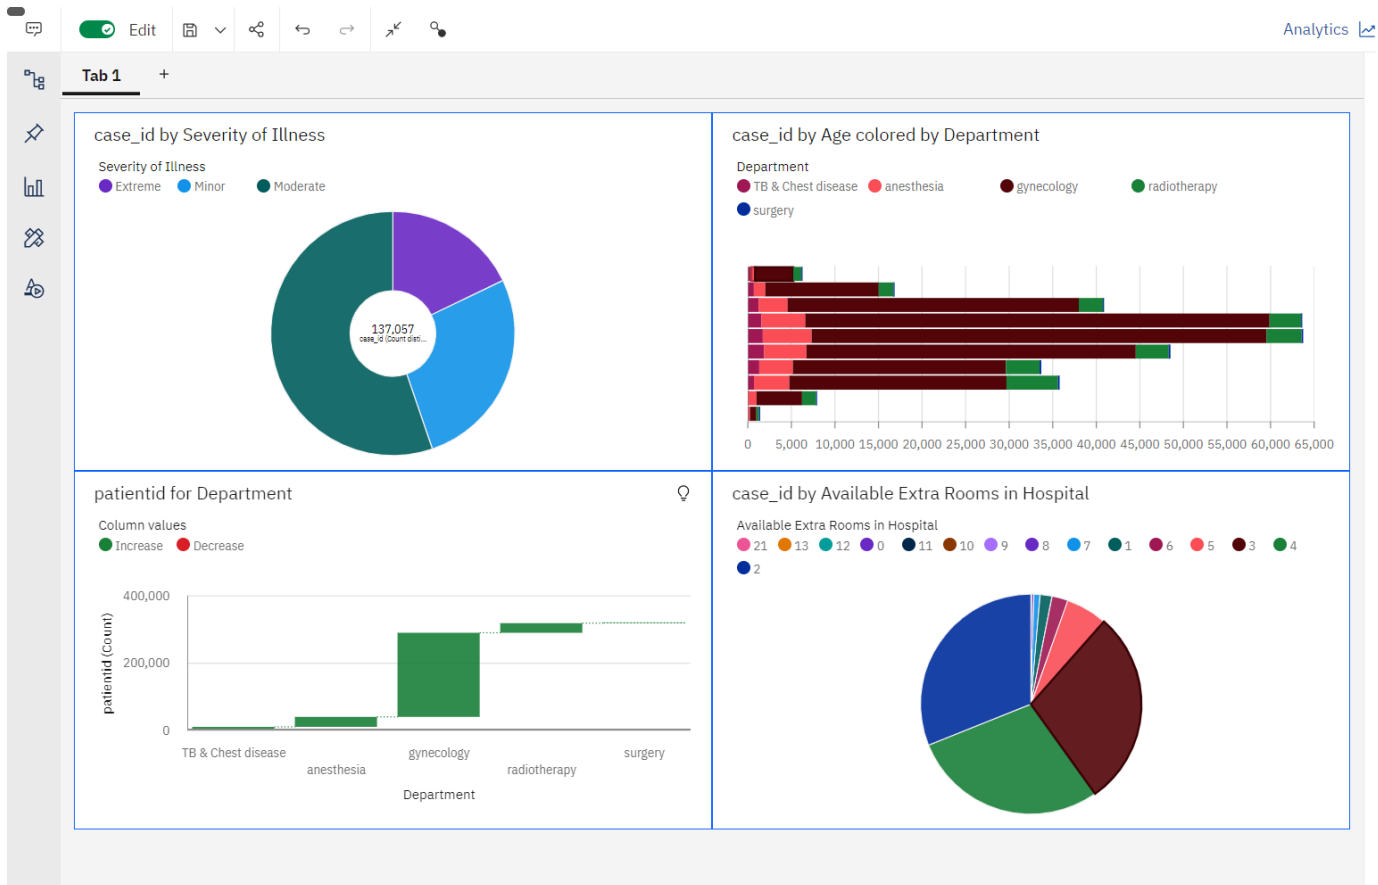 Edit
Analytics
Tab 1 +
case_id by Severity of Illness
Severity of Illness
Extreme Minor Moderate
137,057
case_id (Count disti...
case_id by Age colored by Department
Department
TB & Chest disease anesthesia gynecology radiotherapy
surgery
0 5,000 10,000 15,000 20,000 25,000 30,000 35,000 40,000 45,000 50,000 55,000 60,000 65,000
patientid for Department
Column values
Increase Decrease
400,000
200,000
0
patientid (Count)
TB & Chest disease gynecology surgery
anesthesia radiotherapy
Department
case_id by Available Extra Rooms in Hospital
Available Extra Rooms in Hospital
21 13 12 0 11 10 9 8 7 1 6 5 3 4
2